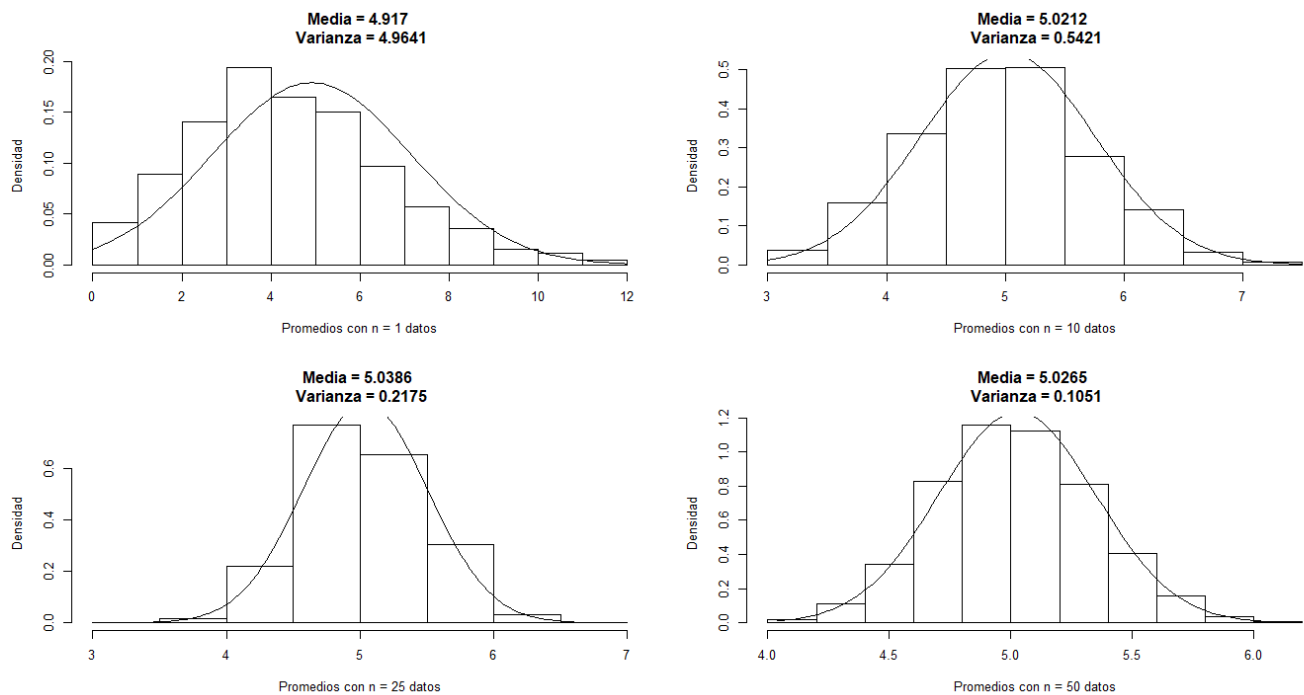 Media = 4.917
Varianza = 4.9641
Densidad
0.00 0.05 0.10 0.15 0.20
0 2 4 6 8 10 12
Promedios con n = 1 datos
Media = 5.0212
Varianza = 0.5421
Densidad
0.0 0.1 0.2 0.3 0.4 0.5
3 4 5 6 7
Promedios con n = 10 datos
Media = 5.0386
Varianza = 0.2175
Densidad
0.0 0.2 0.4 0.6
3 4 5 6 7
Promedios con n = 25 datos
Media = 5.0265
Varianza = 0.1051
Densidad
0.0 0.2 0.4 0.6 0.8 1.0 1.2
4.0 4.5 5.0 5.5 6.0
Promedios con n = 50 datos